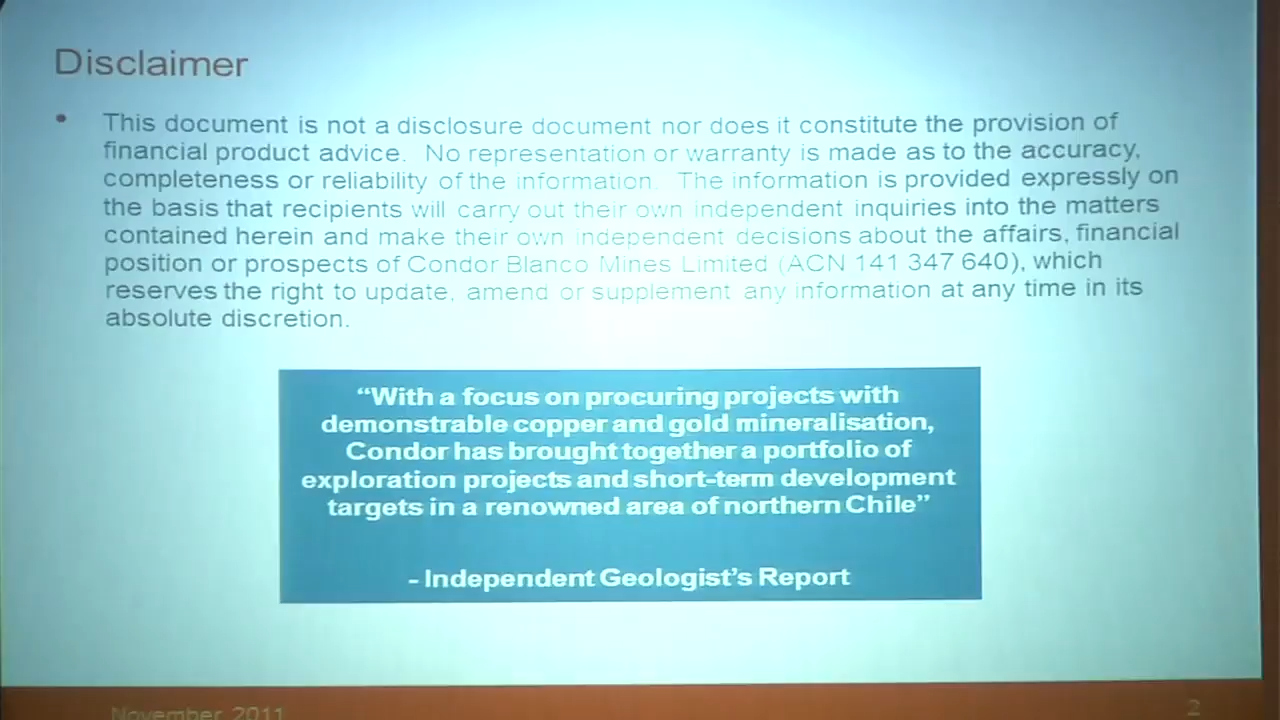 Disclaimer
• This document is not a disclosure document nor does it constitute the provision of
financial product advice. No representation or warranty is made as to the accuracy,
completeness or reliability of the information. The information is provided expressly on
the basis that recipients will carry out their own independent inquiries into the matters
contained herein and make their own independent decisions about the affairs, financial
position or prospects of Condor Blanco Mines Limited (ACN 141 347 640), which
reserves the right to update, amend or supplement any information at any time in its
absolute discretion.
“With a focus on procuring projects with
demonstrable copper and gold mineralisation,
Condor has brought together a portfolio of
exploration projects and short-term development
targets in a renowned area of northern Chile”
- Independent Geologist’s Report
November 2011
2